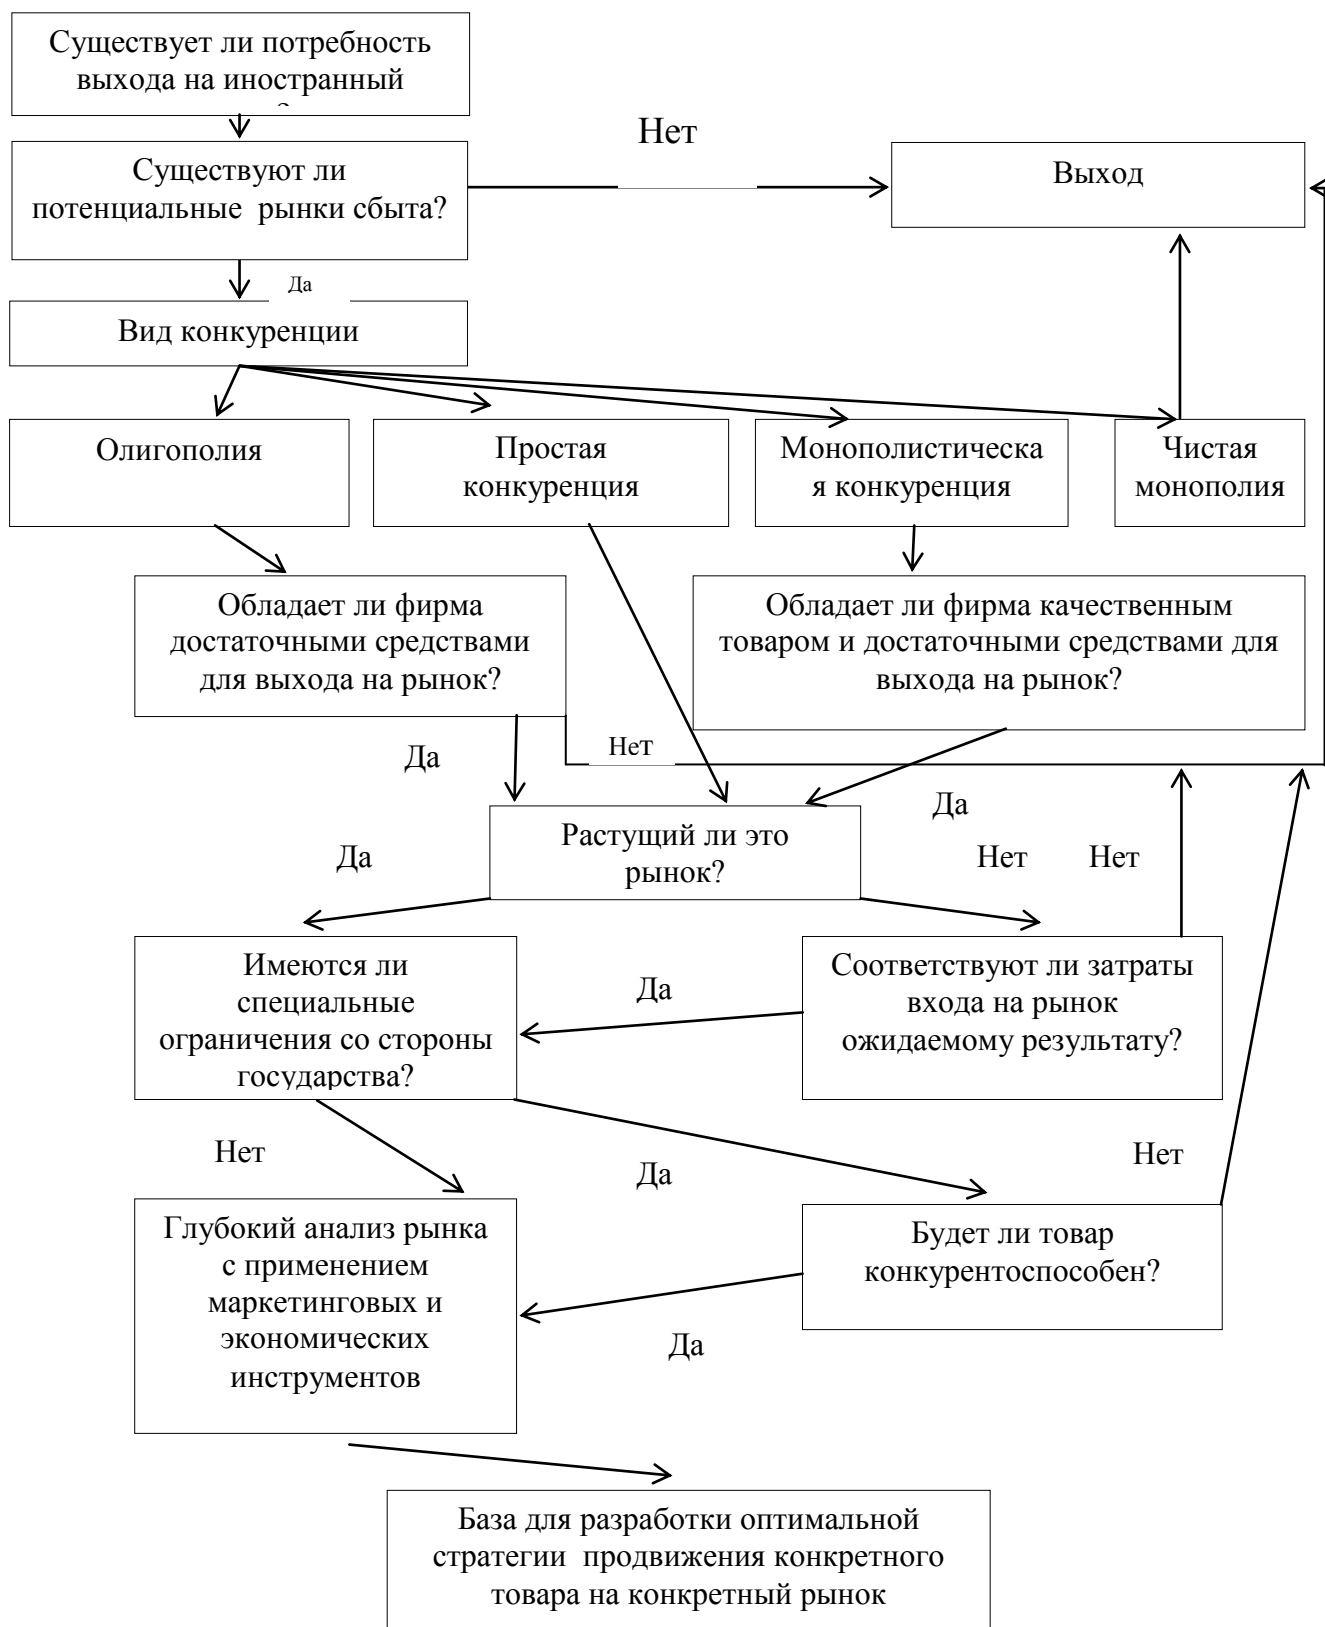 Существует ли потребность
выхода на иностранный
Нет
Существуют ли
потенциальные рынки сбыта?
Выход
Да
Вид конкуренции
Олигополия
Простая
конкуренция
Монополистическа
я конкуренция
Чистая
монополия
Обладает ли фирма
достаточными средствами
для выхода на рынок?
Обладает ли фирма качественным
товаром и достаточными средствами для
выхода на рынок?
Да
Нет
Да
Растущий ли это
рынок?
Да
Нет
Нет
Имеются ли
специальные
ограничения со стороны
государства?
Да
Соответствуют ли затраты
входа на рынок
ожидаемому результату?
Нет
Да
Нет
Глубокий анализ рынка
с применением
маркетинговых и
экономических
инструментов
Будет ли товар
конкурентоспособен?
Да
База для разработки оптимальной
стратегии продвижения конкретного
товара на конкретный рынок